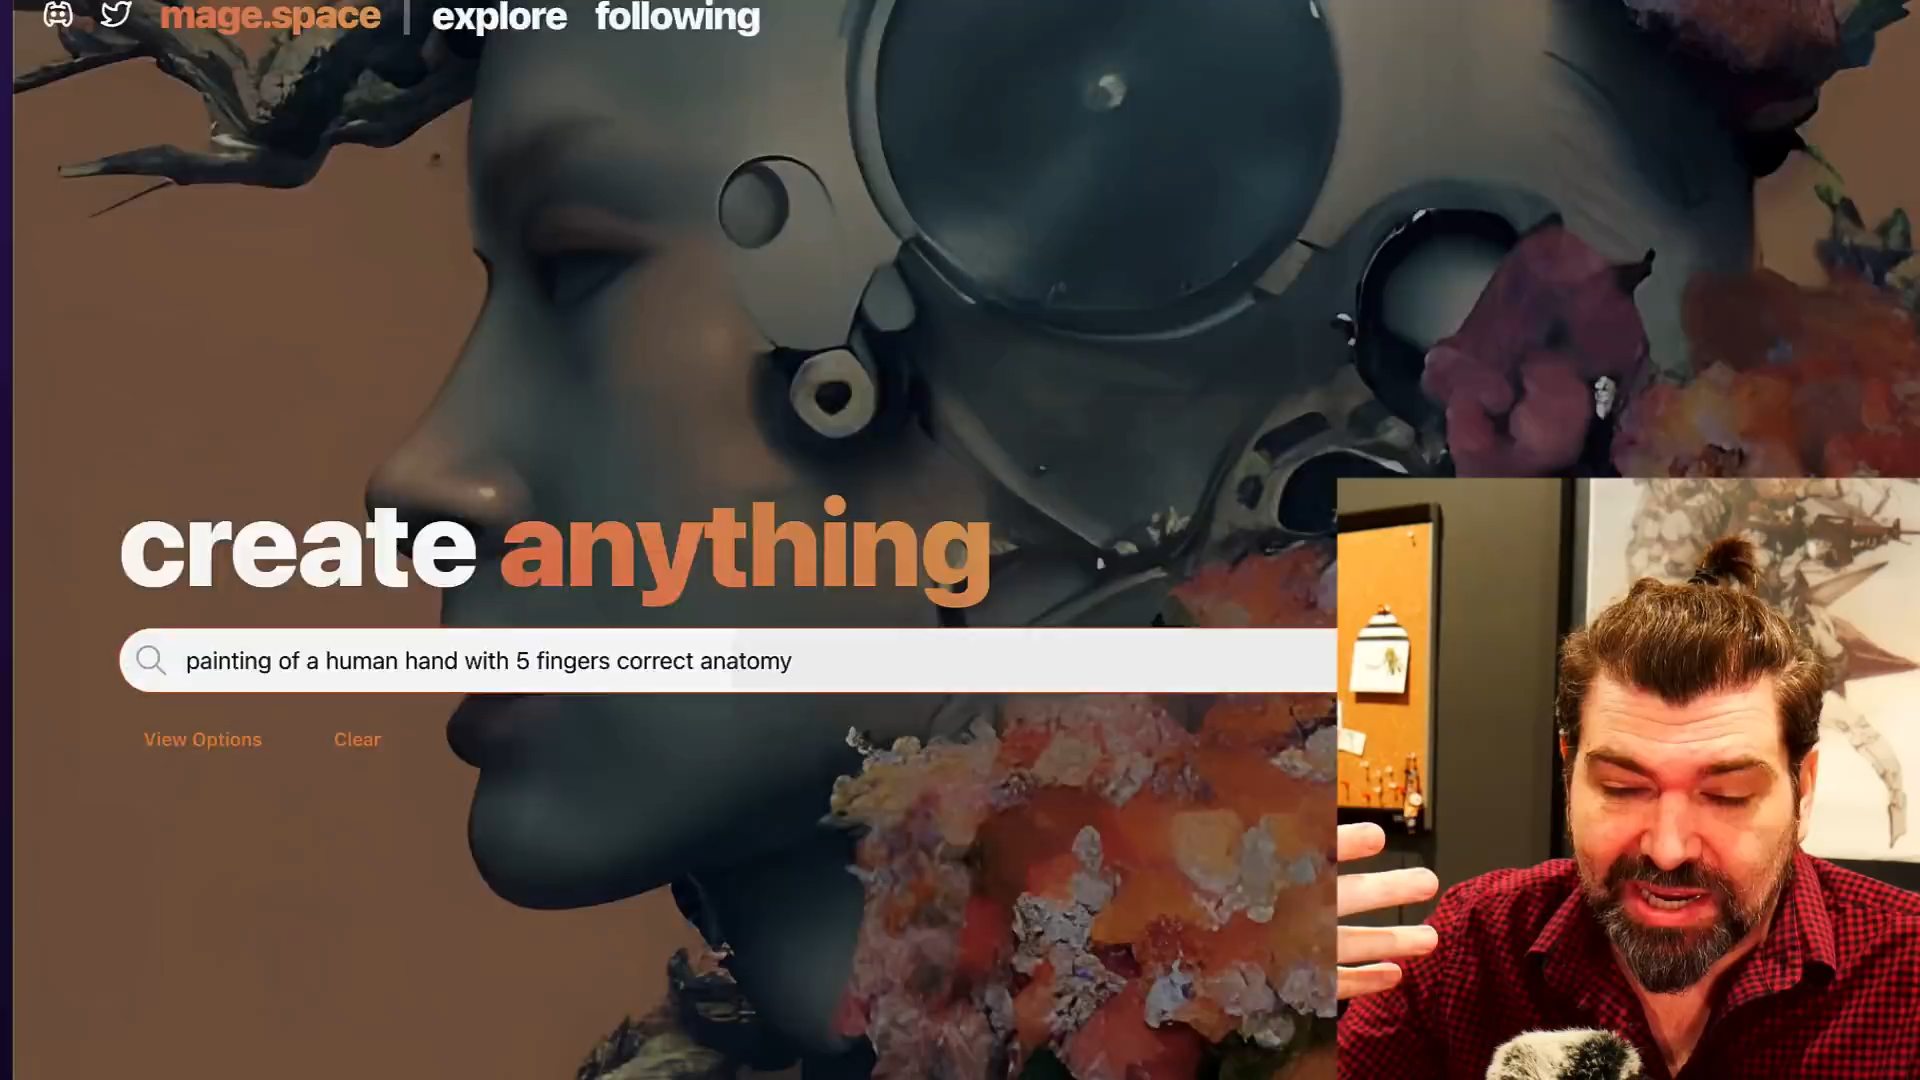 mage.space | explore following
create anything
painting of a human hand with 5 fingers correct anatomy
View Options Clear